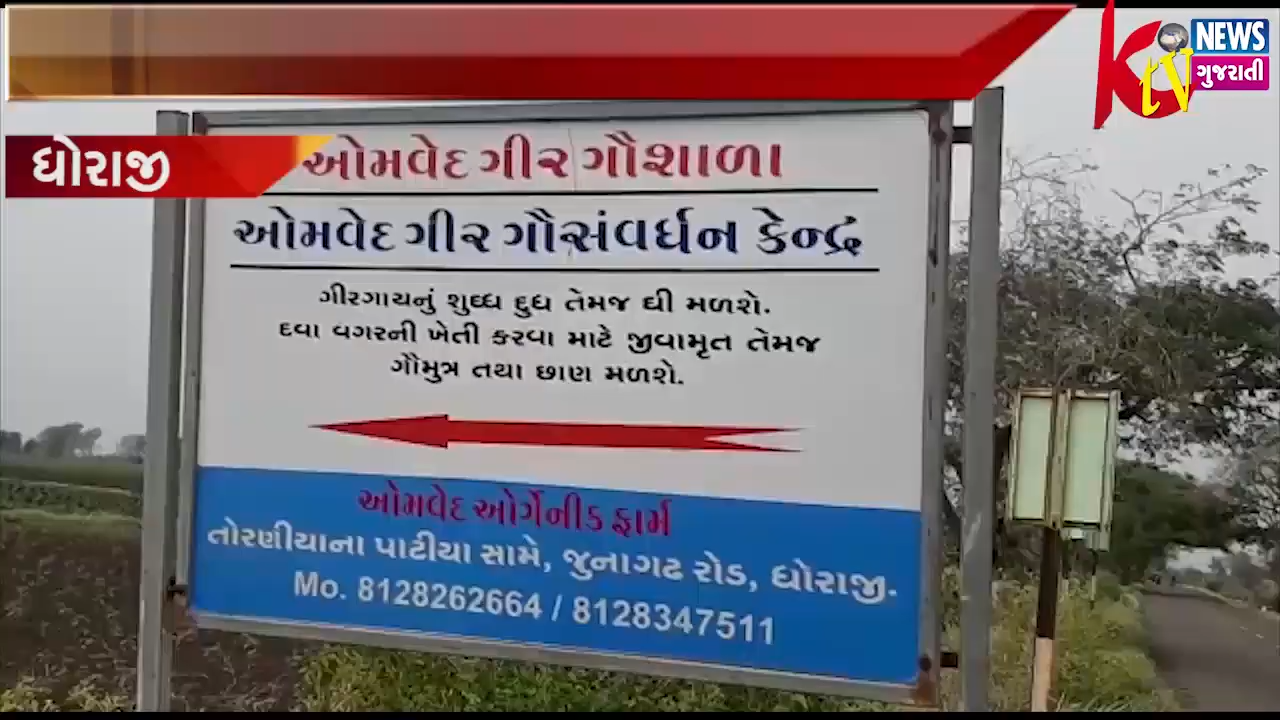 Ktv NEWS
ગુજરાતી
ધોરાજી
ઓમવેદ ગીર ગૌશાળા
ઓમવેદ ગીર ગૌસંવર્ધન કેન્દ્ર
ગીરગાયનું શુધ્ધ દુધ તેમજ ઘી મળશે.
દવા વગરની ખેતી કરવા માટે જીવામૃત તેમજ
ગૌમુત્ર તથા છાણ મળશે.
ઓમવેદ ઓર્ગેનીક ફાર્મ
તોરણીયાના પાટીયા સામે, જુનાગઢ રોડ, ધોરાજી.
Mo. 8128262664 / 8128347511